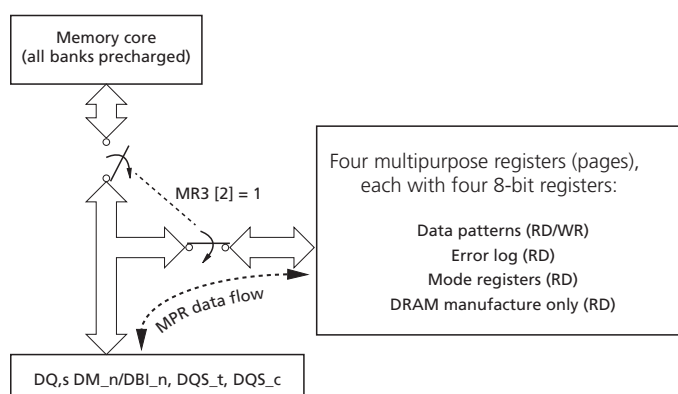 Memory core
(all banks precharged)
MR3 [2] = 1
Four multipurpose registers (pages),
each with four 8-bit registers:
Data patterns (RD/WR)
Error log (RD)
Mode registers (RD)
DRAM manufacture only (RD)
MPR data flow
DQ,s DM_n/DBI_n, DQS_t, DQS_c